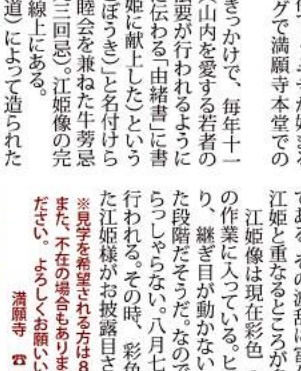 グで満願寺本堂での
きっかけで、毎年十一
（山内を愛する若者の
法要が行われるように
と伝わる「由緒書」に書
姫に献上した）という
ごぼうき）」と名付けら
睦会を兼ねた牛蒡忌
三回忌）。江姫像の完
線上にある。
道）によって造られた
江姫と重なるところが
江姫像は現在彩色
の作業に入っている。ヒ
り、継ぎ目が動かない
た段階だそうだ。なので
らっしゃらない。八月七
行われる。その時、彩色
た江姫様がお披露目さ
※見学を希望される方は8
また、不在の場合もありま
ださい。よろしくお願いい
満願寺 ☎